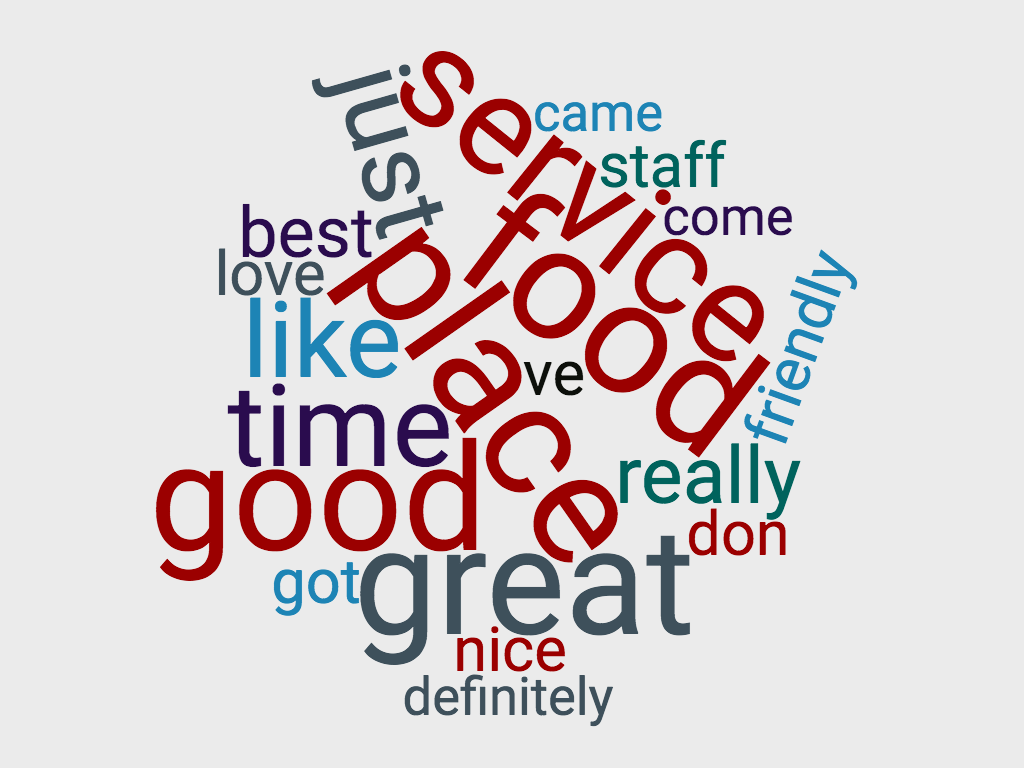 service
just
came
staff
food
come
best
place
love
friendly
like
ve
time
really
good
don
great
got
nice
definitely